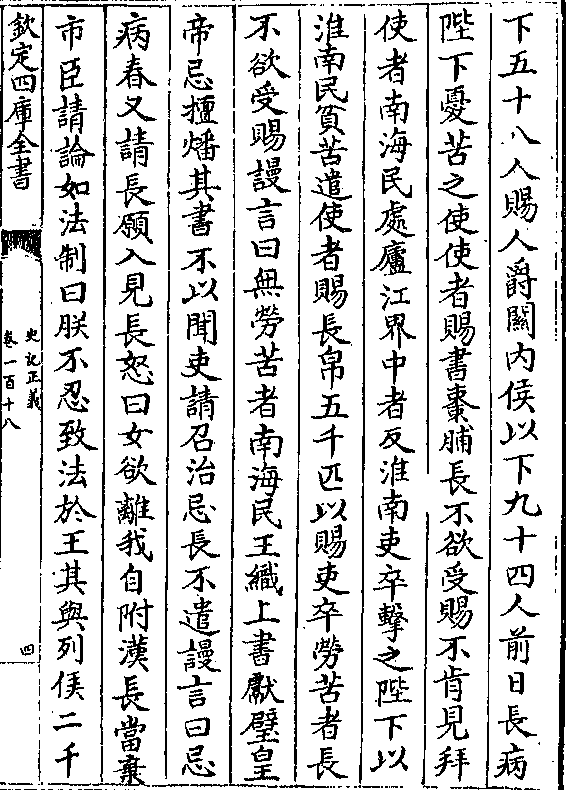 下五十八人賜人爵關内侯以下九十四人前日長病
陛下憂苦之使使者賜書棗脯長不欲受賜不肯見拜
使者南海民處廬江界中者反淮南吏卒擊之陛下以
淮南民貧苦遣使者賜長帛五千匹以賜吏卒勞苦者長
不欲受賜謾言曰無勞苦者南海民王織上書獻璧皇
帝忌擅燔其書不以聞吏請召治忌長不遣謾言曰忌
病春又請長願入見長怒曰女欲離我自附漢長當棄
市臣請論如法制曰朕不忍致法於王其與列侯二千
欽定四庫全書
史記正義
卷一百十八
四